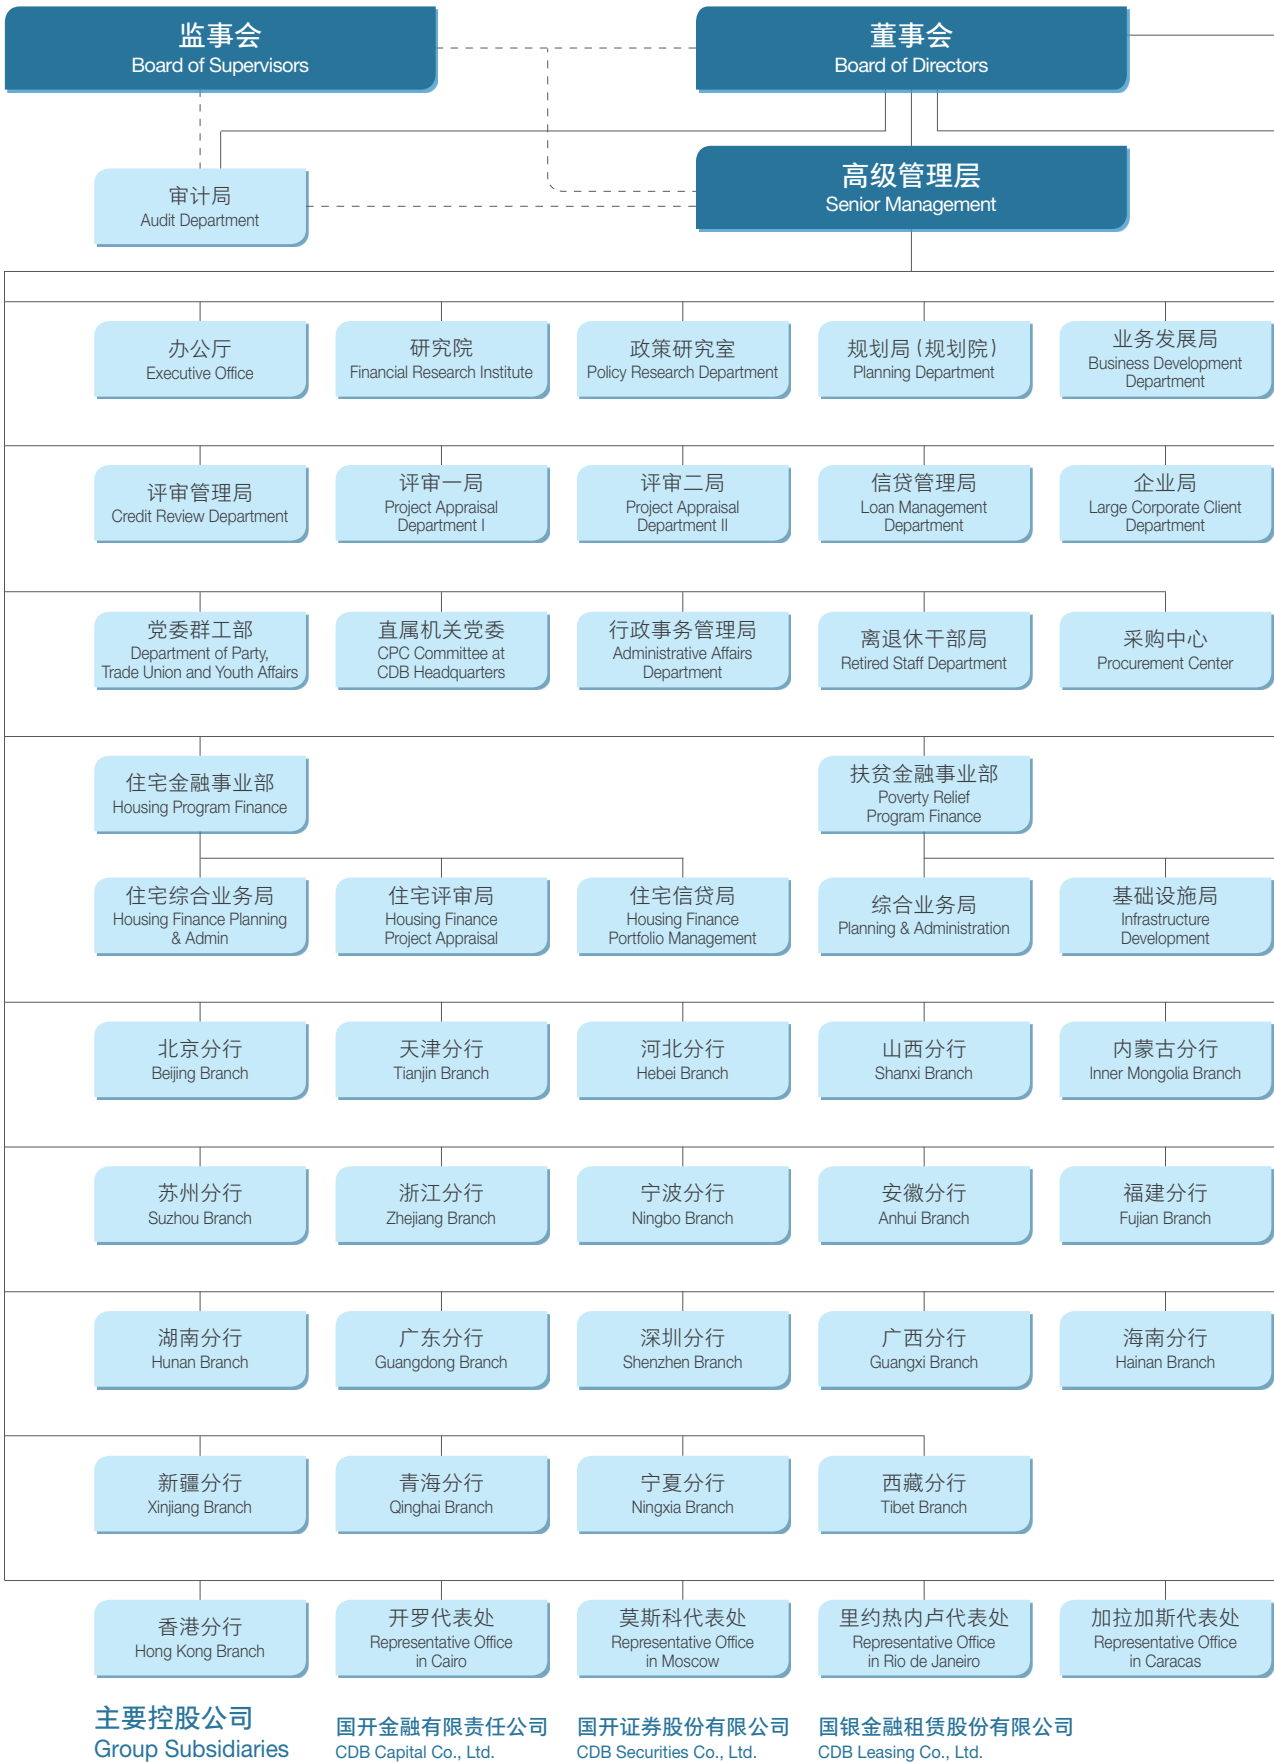 监事会
Board of Supervisors
董事会
Board of Directors
审计局
Audit Department
高级管理层
Senior Management
办公厅
Executive Office
研究院
Financial Research Institute
政策研究室
Policy Research Department
规划局（规划院）
Planning Department
业务发展局
Business Development
Department
评审管理局
Credit Review Department
评审一局
Project Appraisal
Department I
评审二局
Project Appraisal
Department II
信贷管理局
Loan Management
Department
企业局
Large Corporate Client
Department
党委群工部
Department of Party,
Trade Union and Youth Affairs
直属机关党委
CPC Committee at
CDB Headquarters
行政事务管理局
Administrative Affairs
Department
离退休干部局
Retired Staff Department
采购中心
Procurement Center
住宅金融事业部
Housing Program Finance
扶贫金融事业部
Poverty Relief
Program Finance
住宅综合业务局
Housing Finance Planning
& Admin
住宅评审局
Housing Finance
Project Appraisal
住宅信贷局
Housing Finance
Portfolio Management
综合业务局
Planning & Administration
基础设施局
Infrastructure
Development
北京分行
Beijing Branch
天津分行
Tianjin Branch
河北分行
Hebei Branch
山西分行
Shanxi Branch
内蒙古分行
Inner Mongolia Branch
苏州分行
Suzhou Branch
浙江分行
Zhejiang Branch
宁波分行
Ningbo Branch
安徽分行
Anhui Branch
福建分行
Fujian Branch
湖南分行
Hunan Branch
广东分行
Guangdong Branch
深圳分行
Shenzhen Branch
广西分行
Guangxi Branch
海南分行
Hainan Branch
新疆分行
Xinjiang Branch
青海分行
Qinghai Branch
宁夏分行
Ningxia Branch
西藏分行
Tibet Branch
香港分行
Hong Kong Branch
开罗代表处
Representative Office
in Cairo
莫斯科代表处
Representative Office
in Moscow
里约热内卢代表处
Representative Office
in Rio de Janeiro
加拉加斯代表处
Representative Office
in Caracas
主要控股公司
Group Subsidiaries
国开金融有限责任公司
CDB Capital Co., Ltd.
国开证券股份有限公司
CDB Securities Co., Ltd.
国银金融租赁股份有限公司
CDB Leasing Co., Ltd.